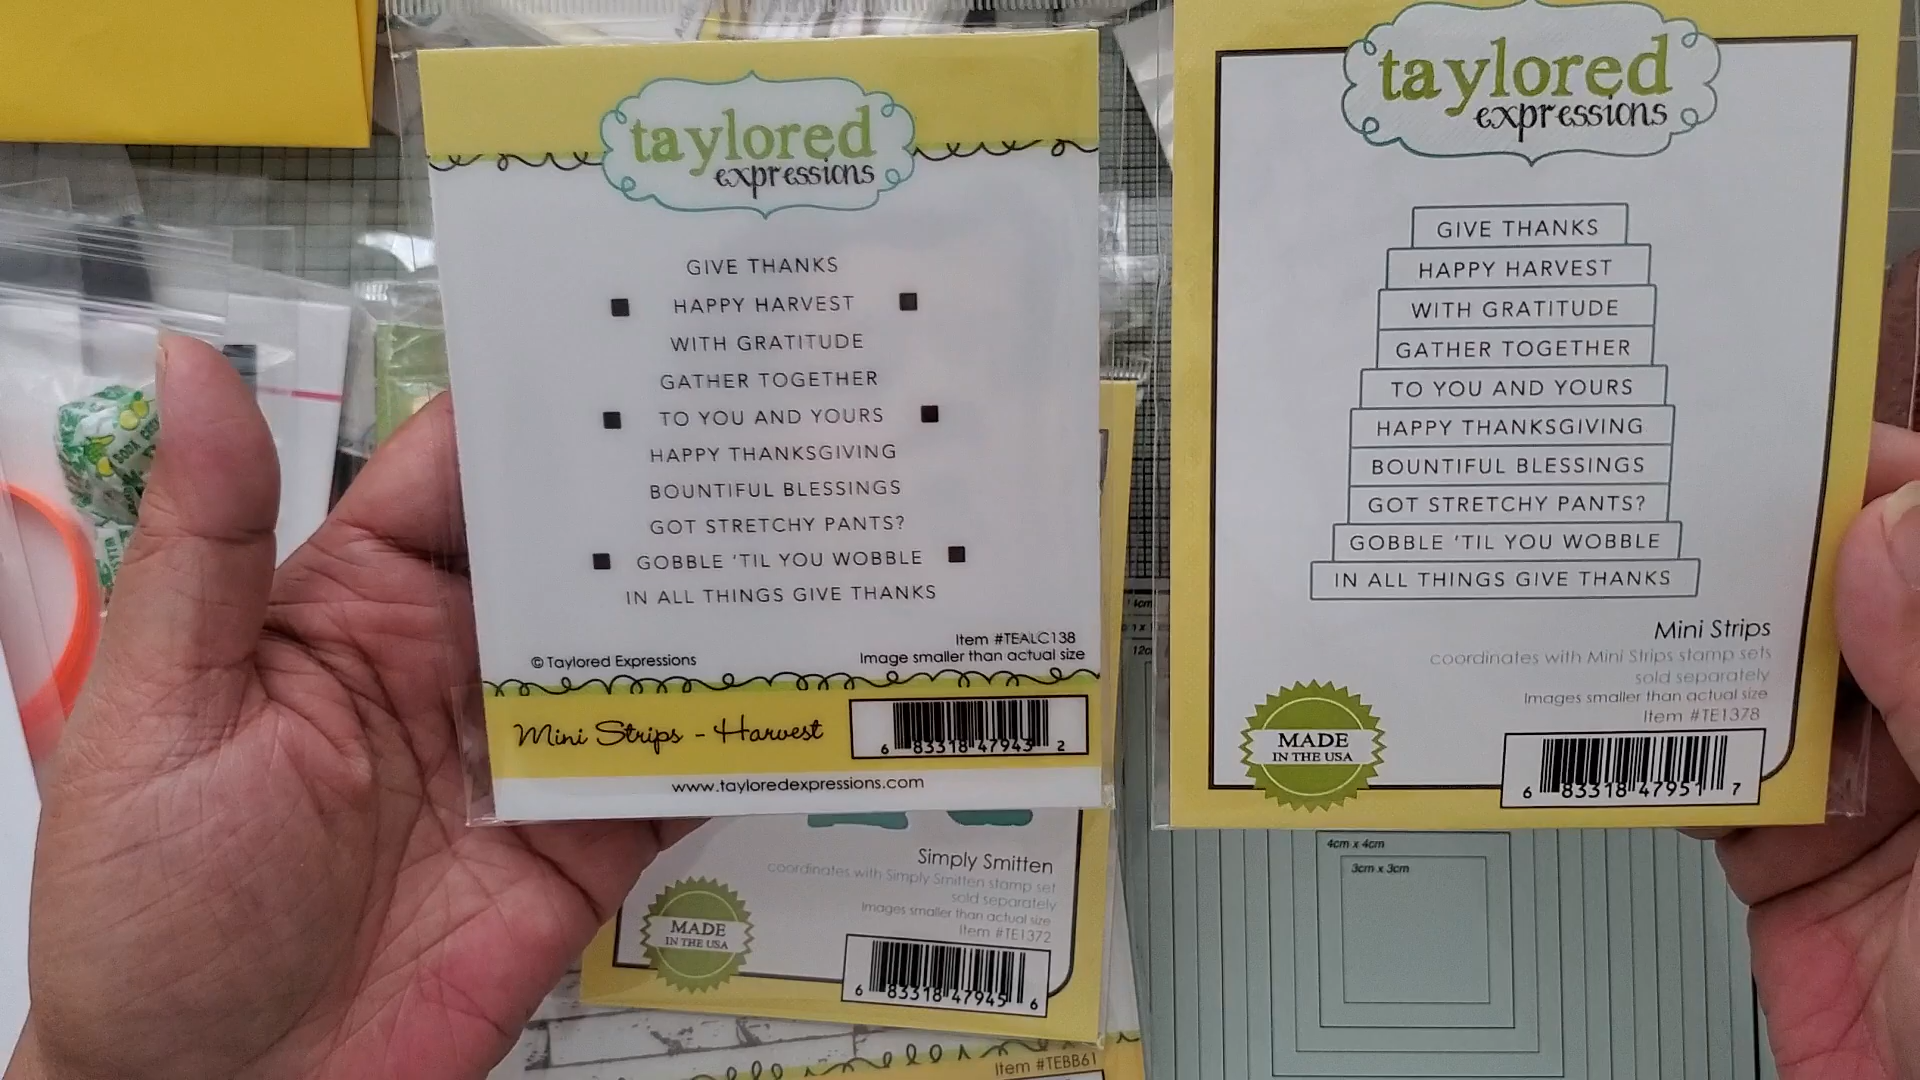 taylored
expressions
GIVE THANKS
HAPPY HARVEST
WITH GRATITUDE
GATHER TOGETHER
TO YOU AND YOURS
HAPPY THANKSGIVING
BOUNTIFUL BLESSINGS
GOT STRETCHY PANTS?
GOBBLE 'TIL YOU WOBBLE
IN ALL THINGS GIVE THANKS
Item #TEALC138
© Taylored Expressions
Image smaller than actual size
Mini Strips - Harvest
6 83318 47943 2
www.tayloredexpressions.com
taylored
expressions
GIVE THANKS
HAPPY HARVEST
WITH GRATITUDE
GATHER TOGETHER
TO YOU AND YOURS
HAPPY THANKSGIVING
BOUNTIFUL BLESSINGS
GOT STRETCHY PANTS?
GOBBLE 'TIL YOU WOBBLE
IN ALL THINGS GIVE THANKS
Mini Strips
coordinates with Mini Strips stamp sets
sold separately
Images smaller than actual size
Item #TE1378
MADE
IN THE USA
6 83318 47951 7
Simply Smitten
coordinates with Simply Smitten stamp set
sold separately
Images smaller than actual size
Item #TE1372
MADE
IN THE USA
6 83318 47945 6
Item #TEBB61
4cm x 4cm
3cm x 3cm